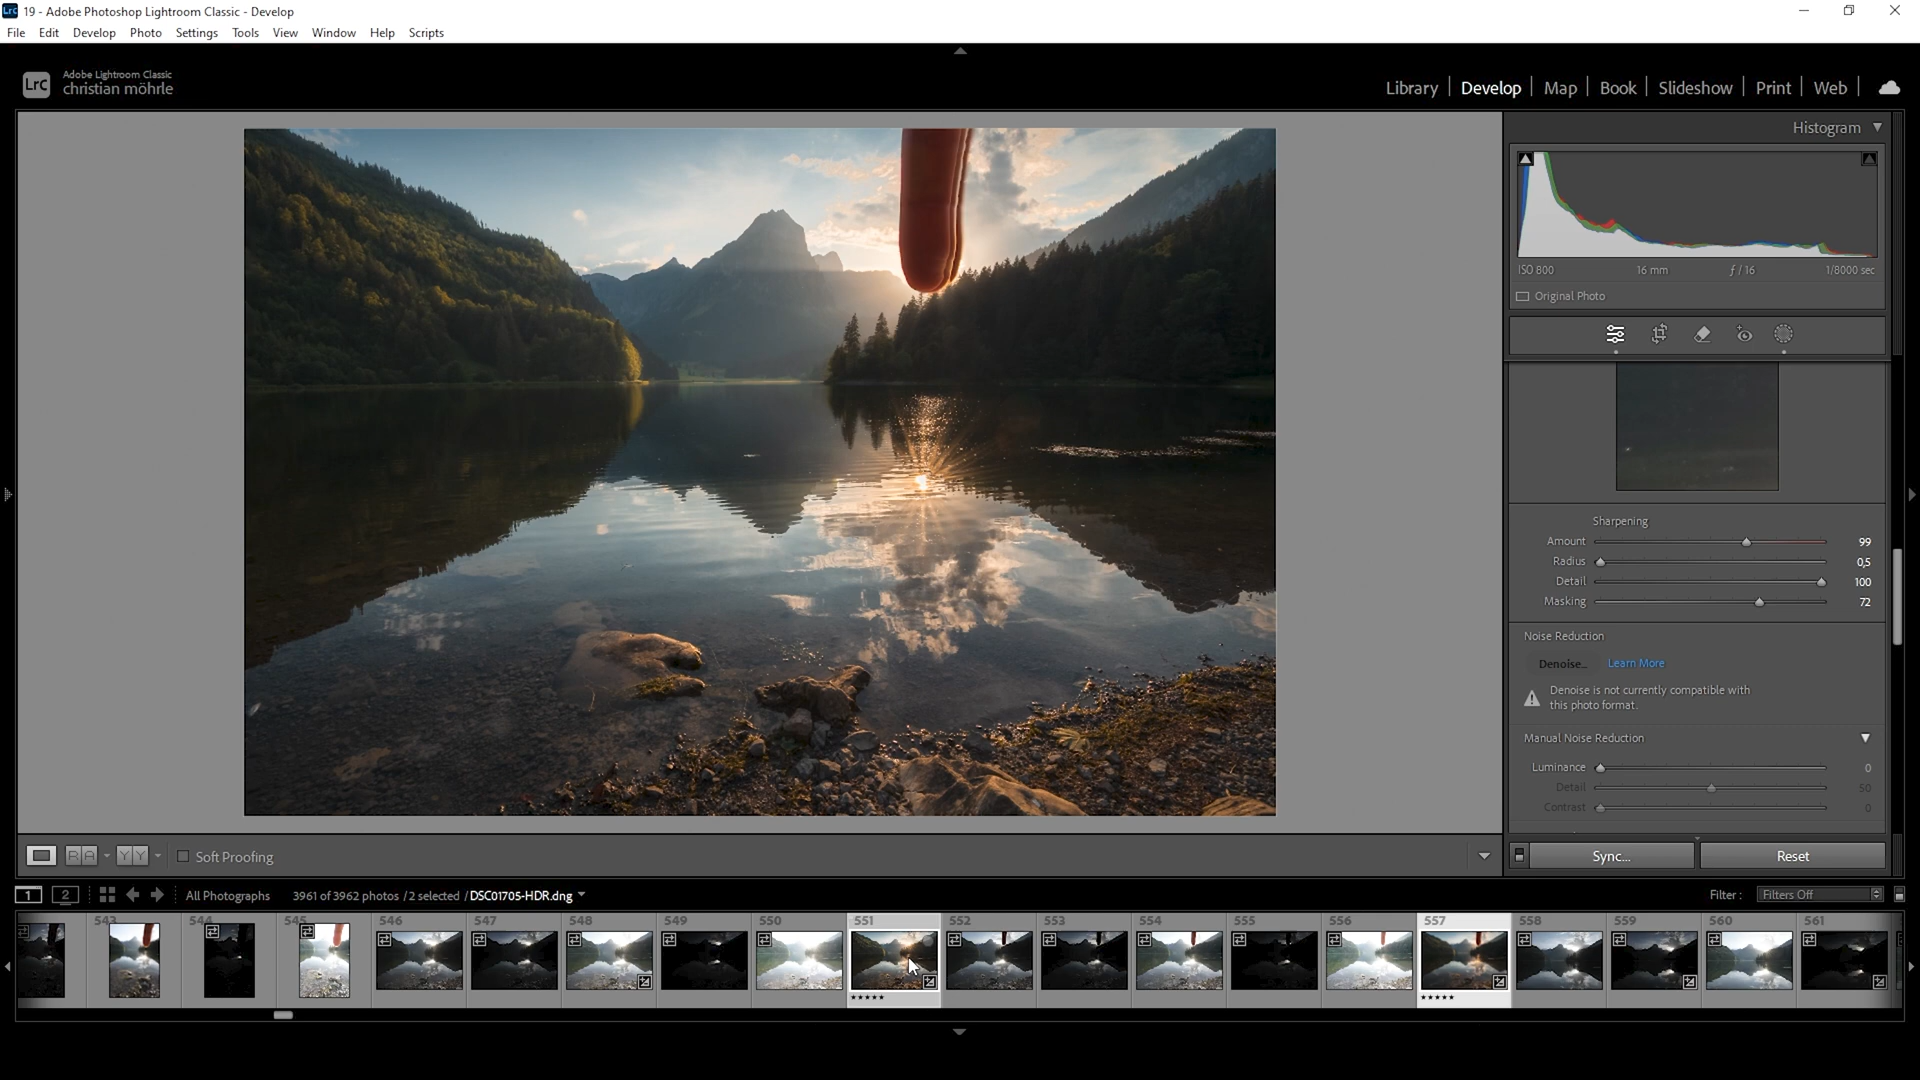 19 - Adobe Photoshop Lightroom Classic - Develop
File Edit Develop Photo Settings Tools View Window Help Scripts
LrC
Adobe Lightroom Classic
christian möhrle
Library | Develop | Map | Book | Slideshow | Print | Web |
Histogram
ISO 800 16 mm ƒ / 16 1/8000 sec
Original Photo
Sharpening
Amount 99
Radius 0,5
Detail 100
Masking 72
Noise Reduction
Denoise... Learn More
Denoise is not currently compatible with
this photo format.
Manual Noise Reduction
Luminance 0
Detail 50
Contrast 0
R A Y Y Soft Proofing
Sync... Reset
1 2 All Photographs 3961 of 3962 photos / 2 selected / DSC01705-HDR.dng Filter : Filters Off
543 544 545 546 547 548 549 550 551 552 553 554 555 556 557 558 559 560 561